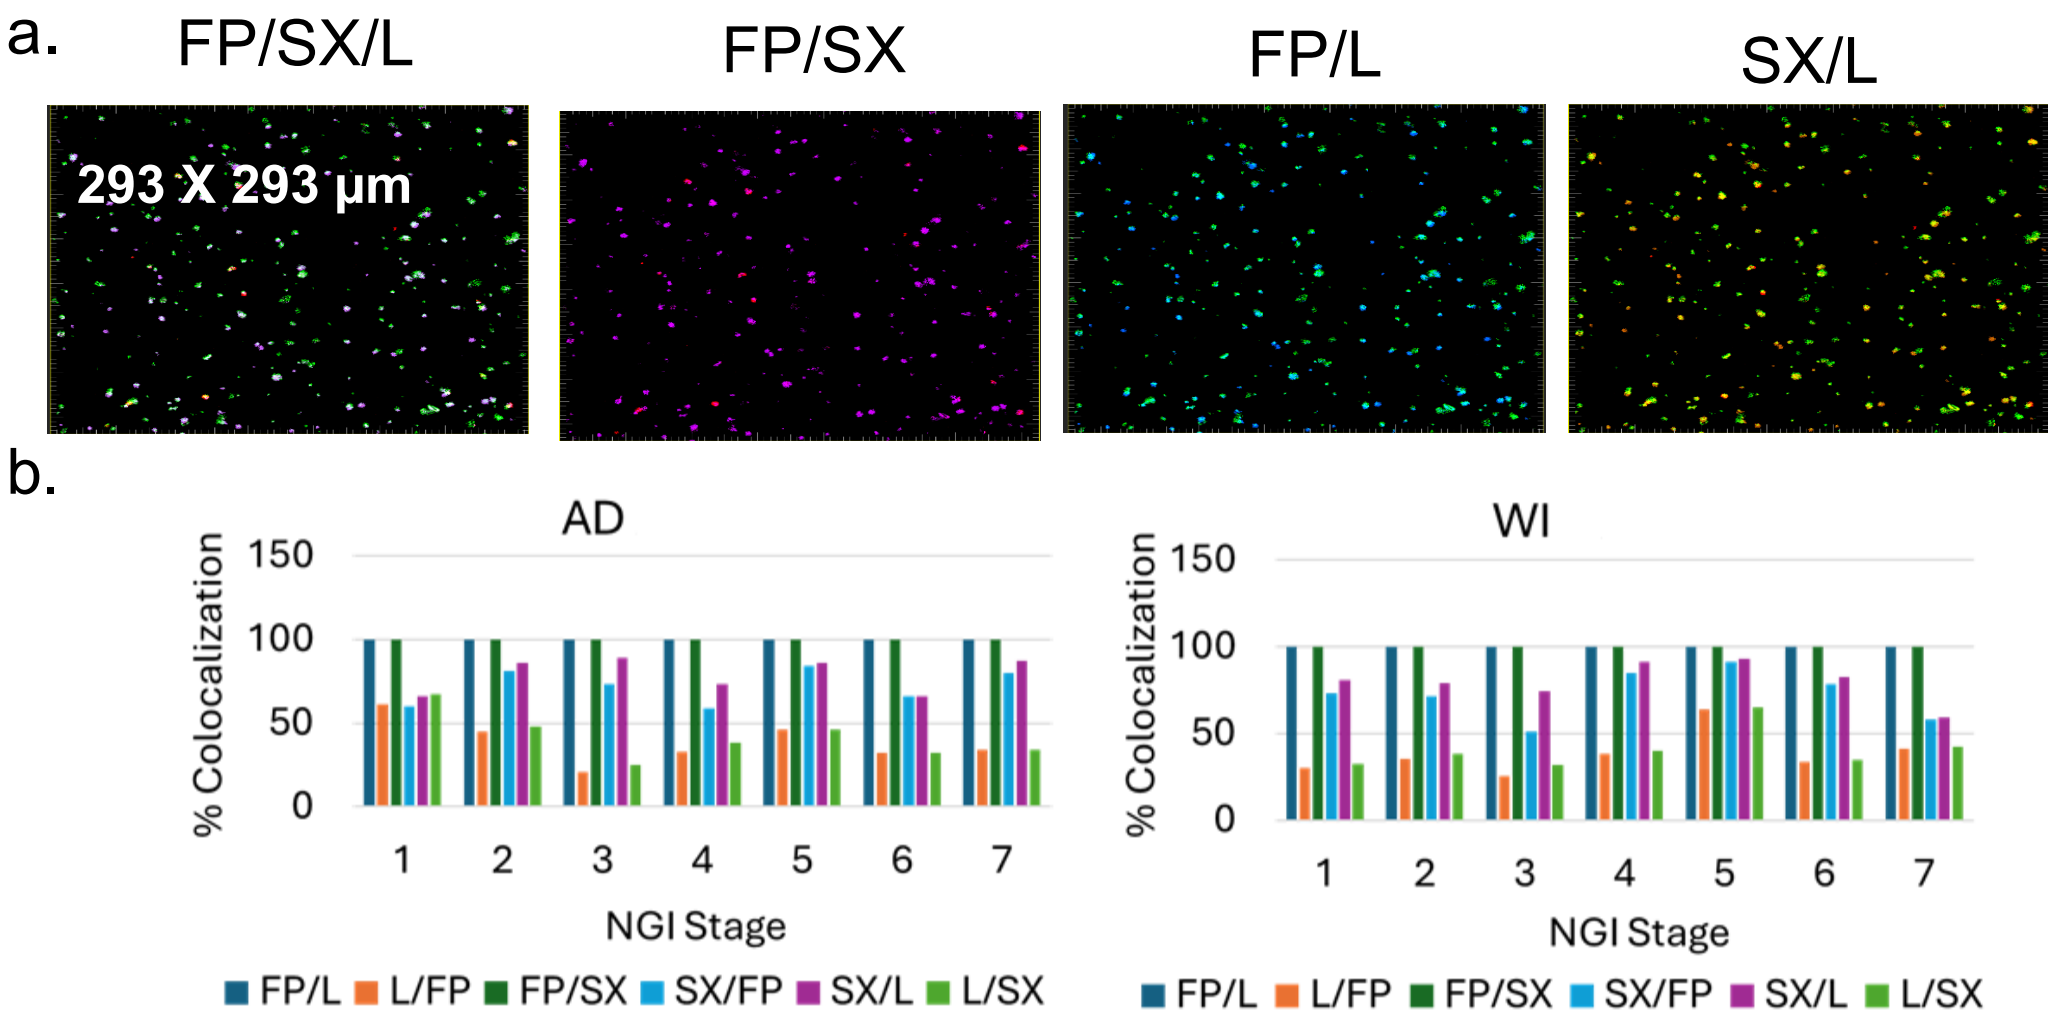 a.
FP/SX/L
FP/SX
FP/L
SX/L
293 X 293 µm
b.
AD
% Colocalization
150
100
50
0
1 2 3 4 5 6 7
NGI Stage
FP/L L/FP FP/SX SX/FP SX/L L/SX
WI
% Colocalization
150
100
50
0
1 2 3 4 5 6 7
NGI Stage
FP/L L/FP FP/SX SX/FP SX/L L/SX